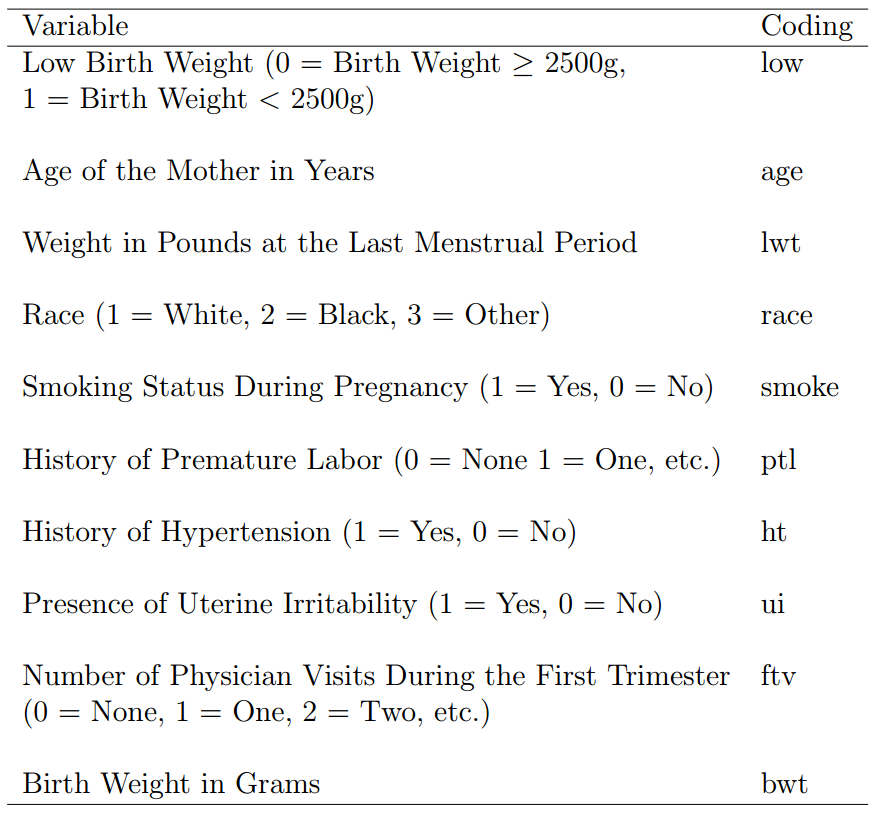 Variable Coding
Low Birth Weight (0 = Birth Weight ≥ 2500g, low
1 = Birth Weight < 2500g)
Age of the Mother in Years age
Weight in Pounds at the Last Menstrual Period lwt
Race (1 = White, 2 = Black, 3 = Other) race
Smoking Status During Pregnancy (1 = Yes, 0 = No) smoke
History of Premature Labor (0 = None 1 = One, etc.) ptl
History of Hypertension (1 = Yes, 0 = No) ht
Presence of Uterine Irritability (1 = Yes, 0 = No) ui
Number of Physician Visits During the First Trimester ftv
(0 = None, 1 = One, 2 = Two, etc.)
Birth Weight in Grams bwt